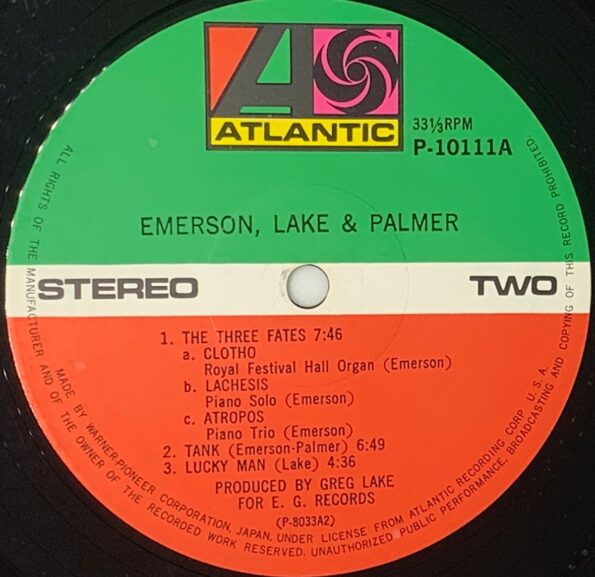 ATLANTIC
33⅓RPM
P-10111A
EMERSON, LAKE & PALMER
STEREO
TWO
1. THE THREE FATES 7:46
a. CLOTHO
Royal Festival Hall Organ (Emerson)
b. LACHESIS
Piano Solo (Emerson)
c. ATROPOS
Piano Trio (Emerson)
2. TANK (Emerson-Palmer) 6:49
3. LUCKY MAN (Lake) 4:36
PRODUCED BY GREG LAKE
FOR E. G. RECORDS
(P-8033A2)
MADE BY WARNER-PIONEER CORPORATION, JAPAN, UNDER LICENSE FROM ATLANTIC RECORDING CORP. U.S.A.
ALL RIGHTS OF THE MANUFACTURER AND OF THE OWNER OF THE RECORDED WORK RESERVED. UNAUTHORIZED PUBLIC PERFORMANCE, BROADCASTING AND COPYING OF THIS RECORD PROHIBITED.